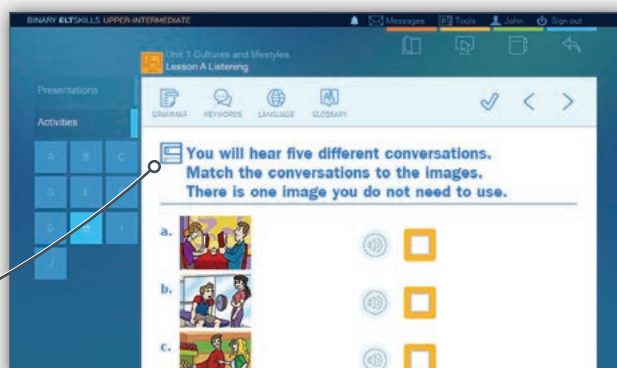 BINARY ELTSKILLS UPPER-INTERMEDIATE
Messages
Tools
John
Sign out
Unit 1 Cultures and lifestyles
Lesson A Listening
Presentations
Activities
GRAMMAR
KEYWORDS
LANGUAGE
GLOSSARY
A B C
D E
G H I
J
You will hear five different conversations.
Match the conversations to the images.
There is one image you do not need to use.
a.
b.
c.